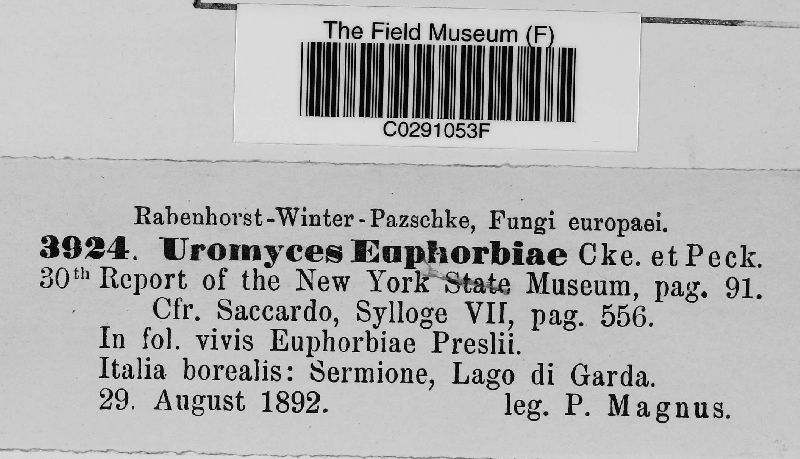 The Field Museum (F)
C0291053F
Rabenhorst-Winter-Pazschke, Fungi europaei.
3924. Uromyces Euphorbiae Cke. et Peck.
30th Report of the New York State Museum, pag. 91.
Cfr. Saccardo, Sylloge VII, pag. 556.
In fol. vivis Euphorbiae Preslii.
Italia borealis: Sermione, Lago di Garda.
29. August 1892. leg. P. Magnus.